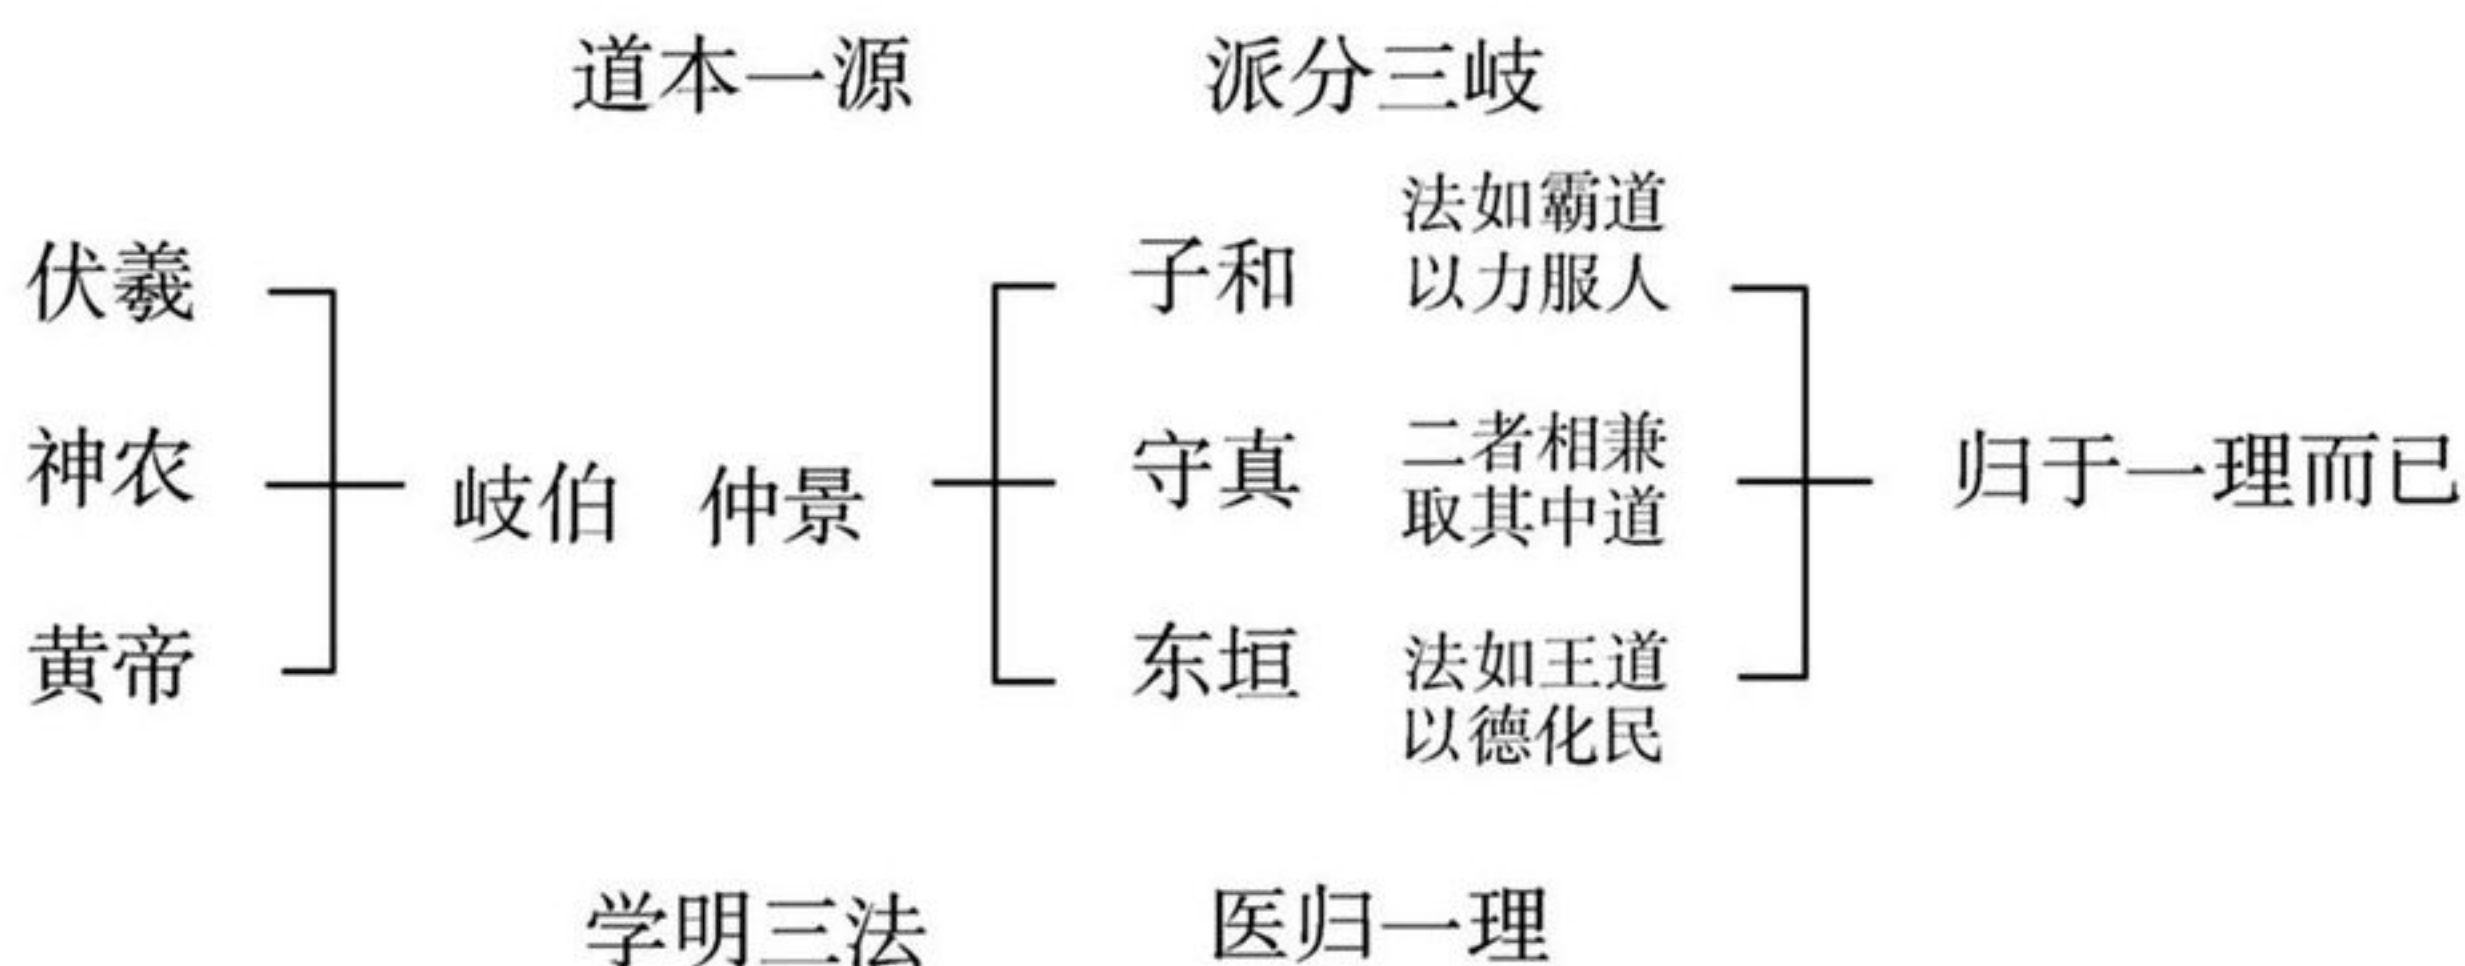 道本一源 派分三岐
伏羲
神农
黄帝
岐伯 仲景
子和
法如霸道
以力服人
守真
二者相兼
取其中道
东垣
法如王道
以德化民
归于一理而已
学明三法 医归一理